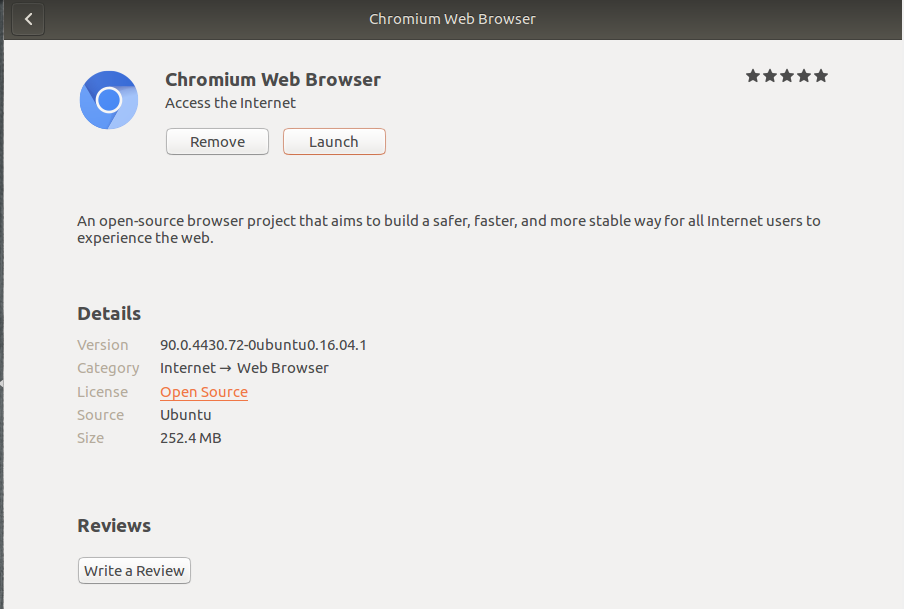 Chromium Web Browser
Chromium Web Browser
Access the Internet
Remove
Launch
An open-source browser project that aims to build a safer, faster, and more stable way for all Internet users to
experience the web.
Details
Version 90.0.4430.72-0ubuntu0.16.04.1
Category Internet → Web Browser
License Open Source
Source Ubuntu
Size 252.4 MB
Reviews
Write a Review